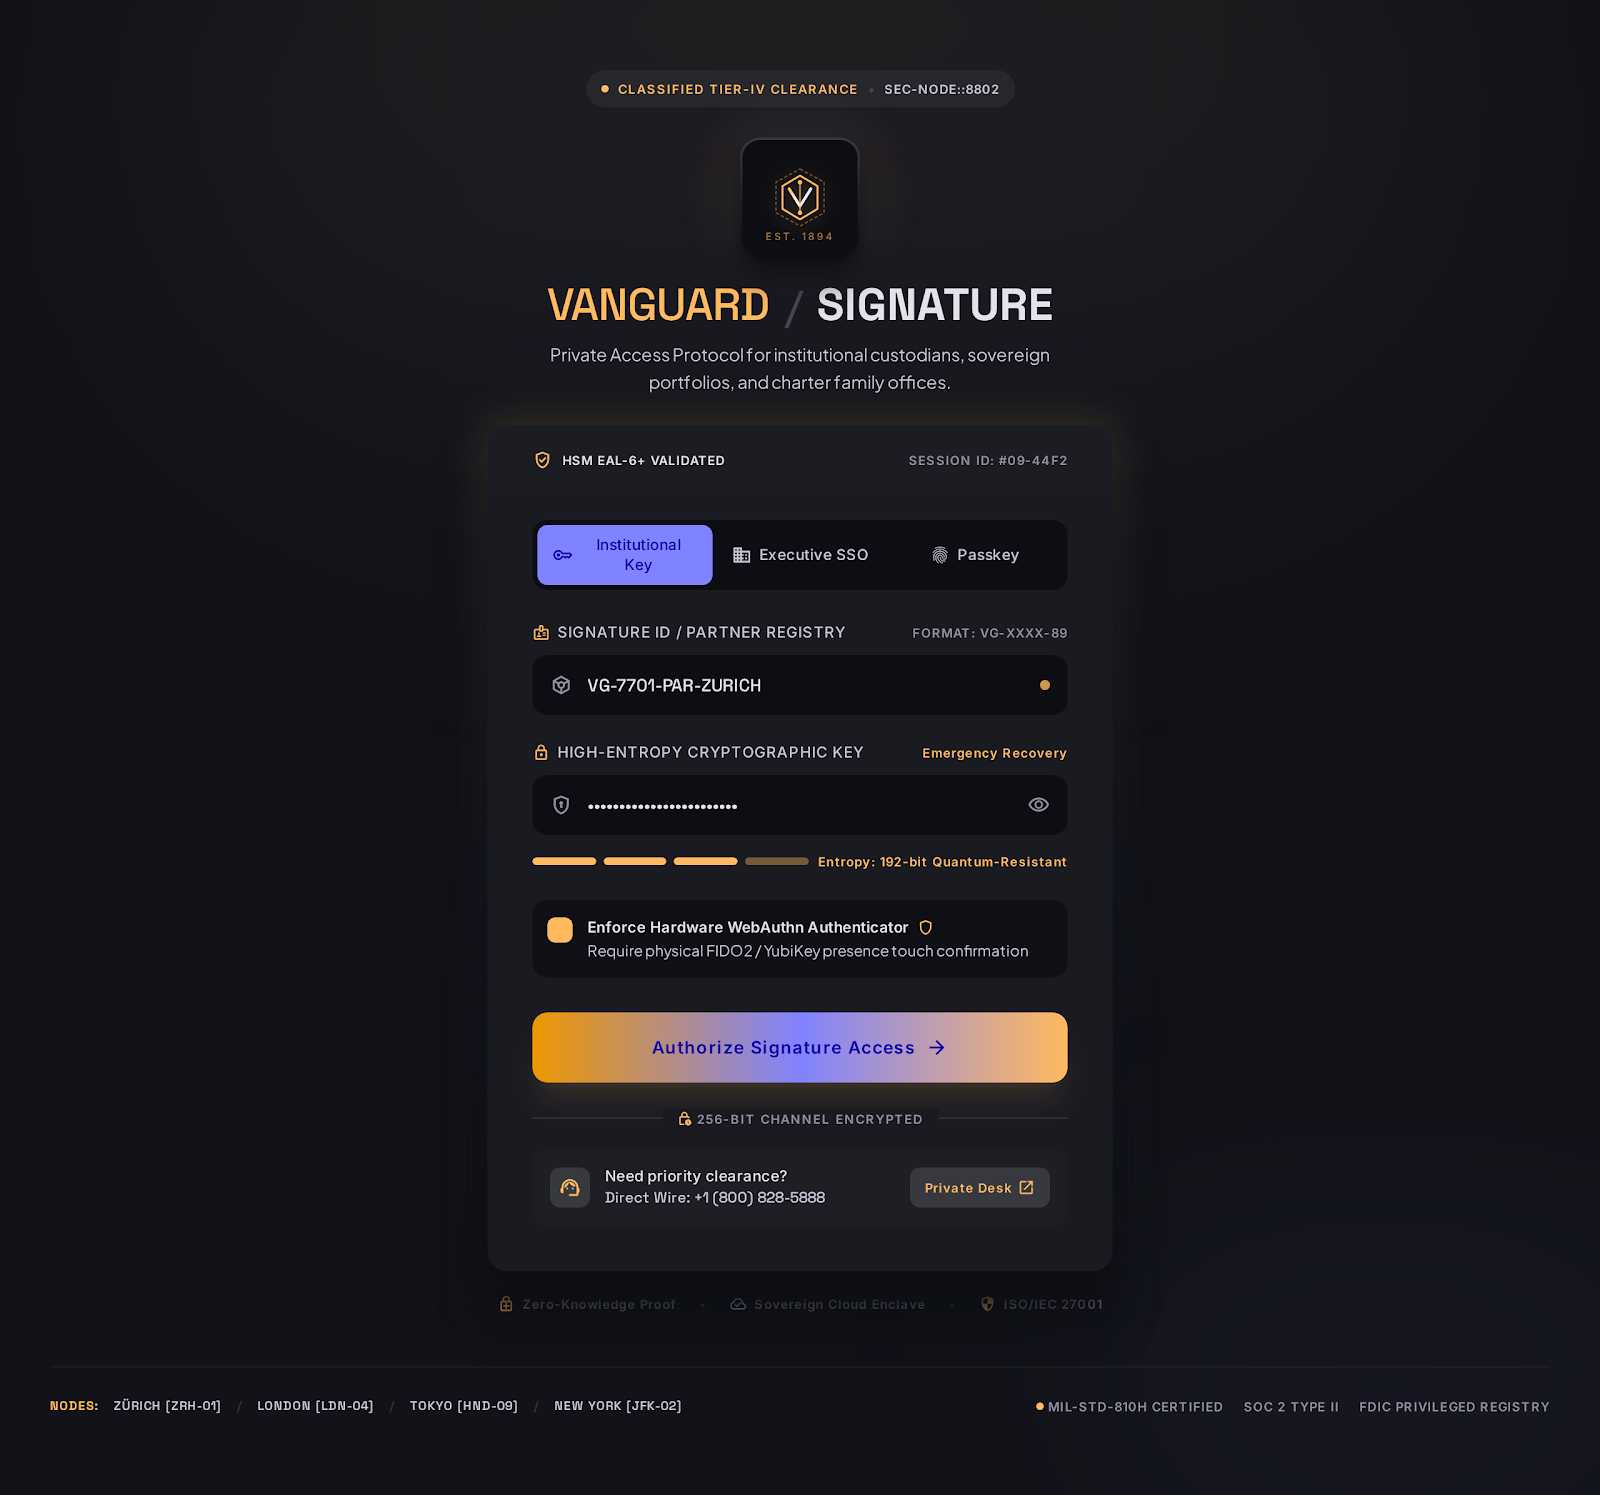 CLASSIFIED TIER-IV CLEARANCE • SEC-NODE::8802
EST. 1894
VANGUARD / SIGNATURE
Private Access Protocol for institutional custodians, sovereign
portfolios, and charter family offices.
HSM EAL-6+ VALIDATED
SESSION ID: #09-44F2
Institutional
Key
Executive SSO
Passkey
SIGNATURE ID / PARTNER REGISTRY
FORMAT: VG-XXXX-89
VG-7701-PAR-ZURICH
HIGH-ENTROPY CRYPTOGRAPHIC KEY
Emergency Recovery
••••••••••••••••••••••••
Entropy: 192-bit Quantum-Resistant
Enforce Hardware WebAuthn Authenticator
Require physical FIDO2 / YubiKey presence touch confirmation
Authorize Signature Access →
256-BIT CHANNEL ENCRYPTED
Need priority clearance?
Direct Wire: +1 (800) 828-5888
Private Desk
Zero-Knowledge Proof • Sovereign Cloud Enclave • ISO/IEC 27001
NODES: ZÜRICH [ZRH-01] / LONDON [LDN-04] / TOKYO [HND-09] / NEW YORK [JFK-02]
MIL-STD-810H CERTIFIED SOC 2 TYPE II FDIC PRIVILEGED REGISTRY